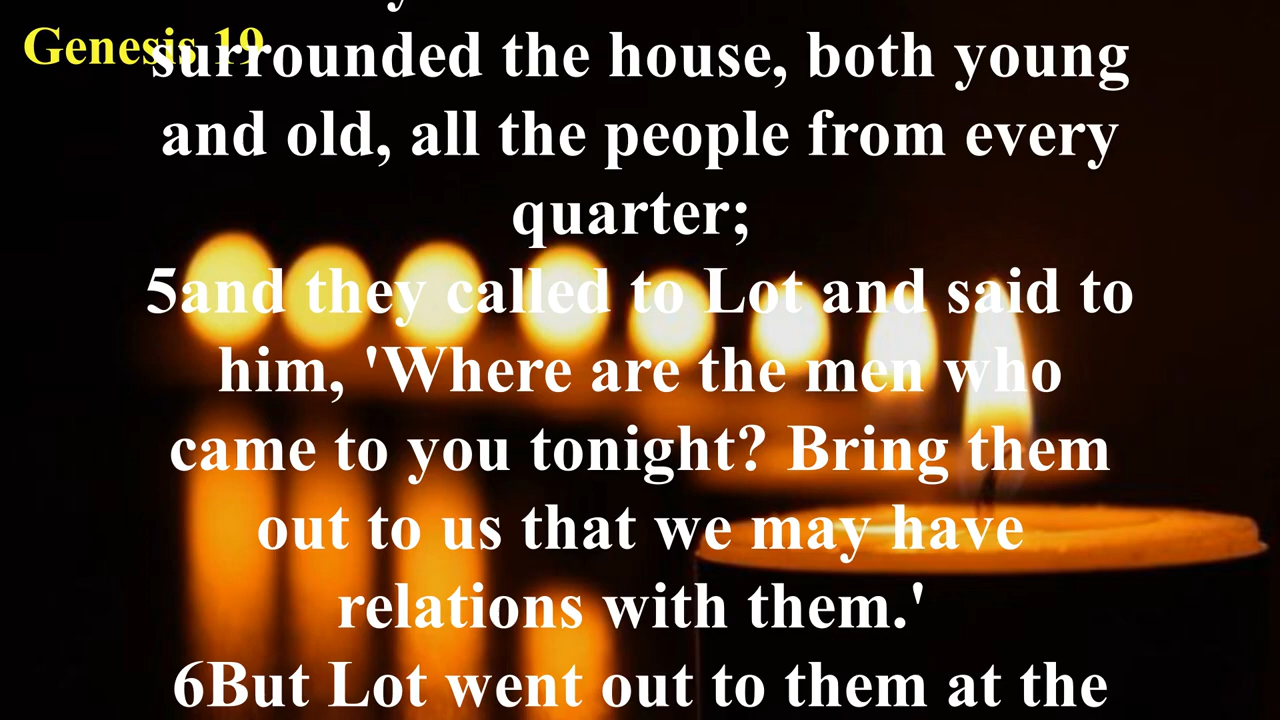 Genesis 19
surrounded the house, both young
and old, all the people from every
quarter;
5and they called to Lot and said to
him, 'Where are the men who
came to you tonight? Bring them
out to us that we may have
relations with them.'
6But Lot went out to them at the